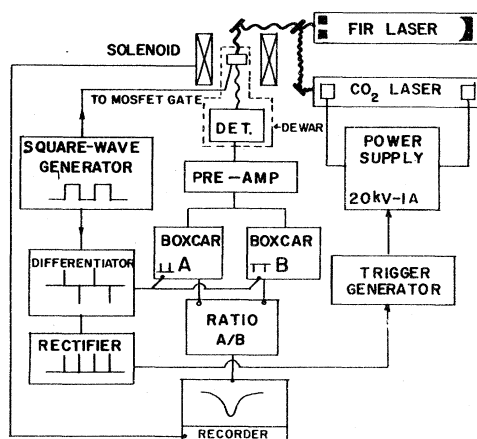 SOLENOID
FIR LASER
CO₂ LASER
TO MOSFET GATE
DET.
DEWAR
SQUARE-WAVE
GENERATOR
POWER
SUPPLY
20kV-1A
PRE-AMP
BOXCAR
A
BOXCAR
B
DIFFERENTIATOR
TRIGGER
GENERATOR
RATIO
A/B
RECTIFIER
RECORDER